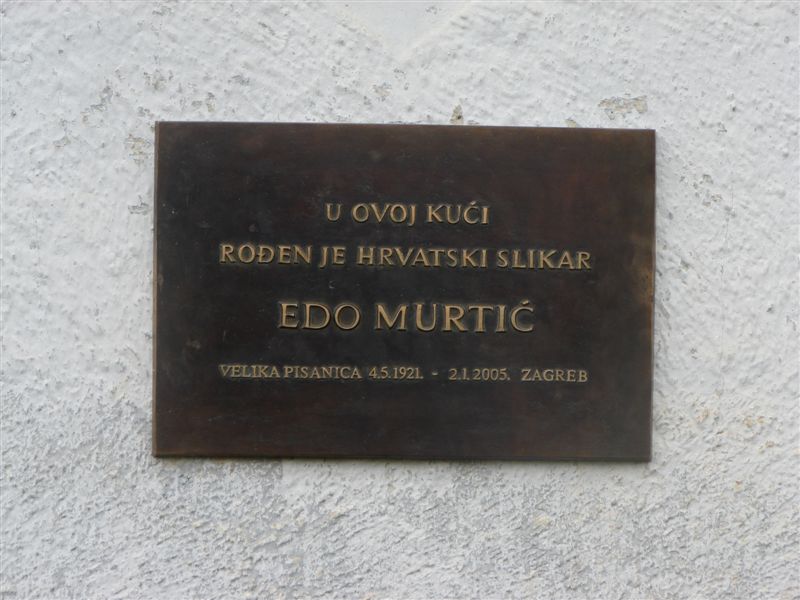 U OVOJ KUĆI
ROĐEN JE HRVATSKI SLIKAR
EDO MURTIĆ
VELIKA PISANICA 4.5.1921. - 2.1.2005. ZAGREB